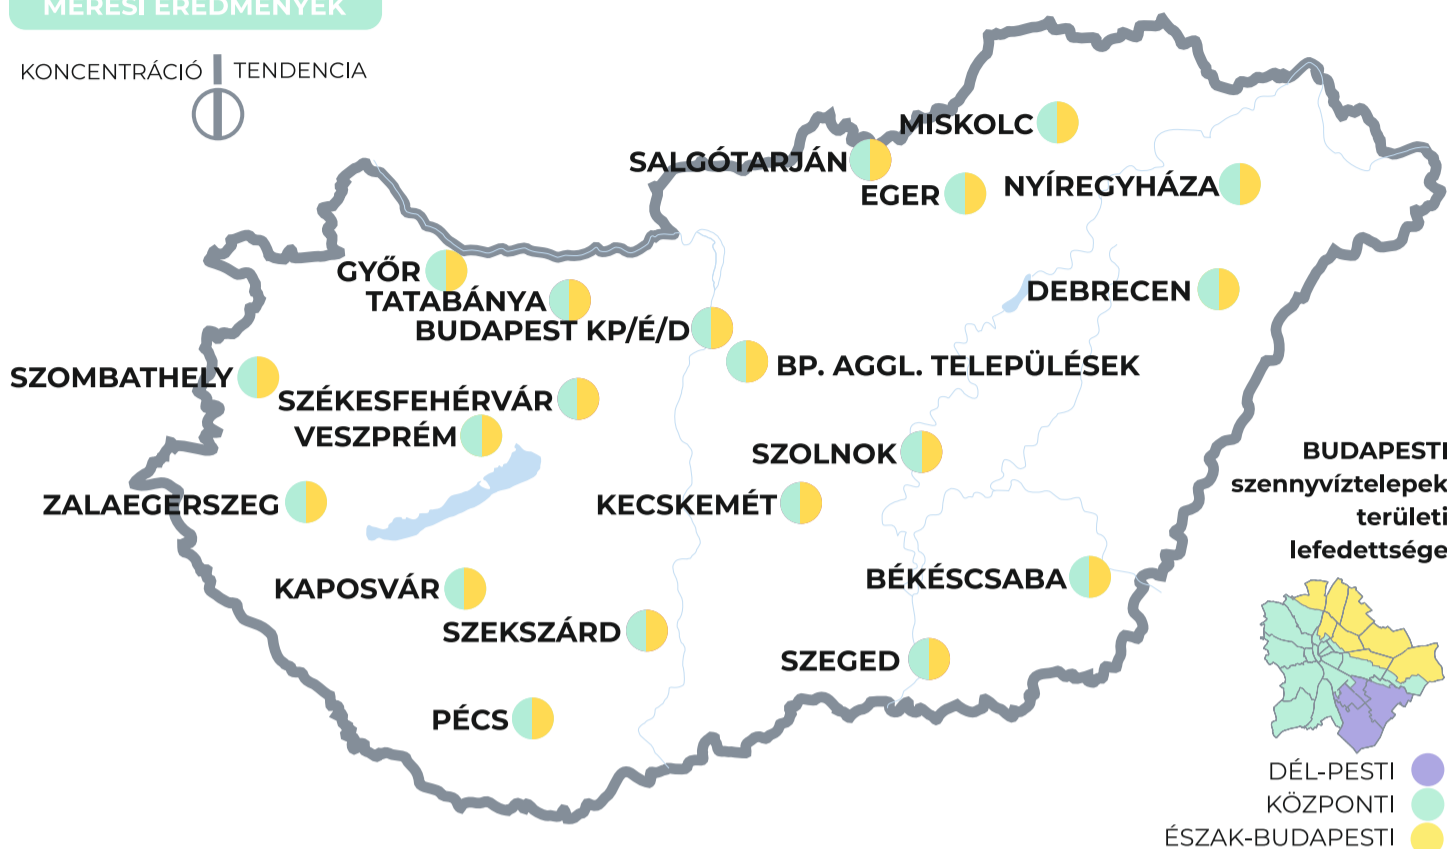 MÉRÉSI EREDMÉNYEK
KONCENTRÁCIÓ
TENDENCIA
MISKOLC
SALGÓTARJÁN
EGER
NYÍREGYHÁZA
GYŐR
TATABÁNYA
DEBRECEN
BUDAPEST KP/É/D
BP. AGGL. TELEPÜLÉSEK
SZOMBATHELY
SZÉKESFEHÉRVÁR
VESZPRÉM
SZOLNOK
ZALAEGERSZEG
KECSKEMÉT
BÉKÉSCSABA
KAPOSVÁR
SZEKSZÁRD
SZEGED
PÉCS
BUDAPESTI
szennyvíztelepek
területi
lefedettsége
DÉL-PESTI
KÖZPONTI
ÉSZAK-BUDAPESTI